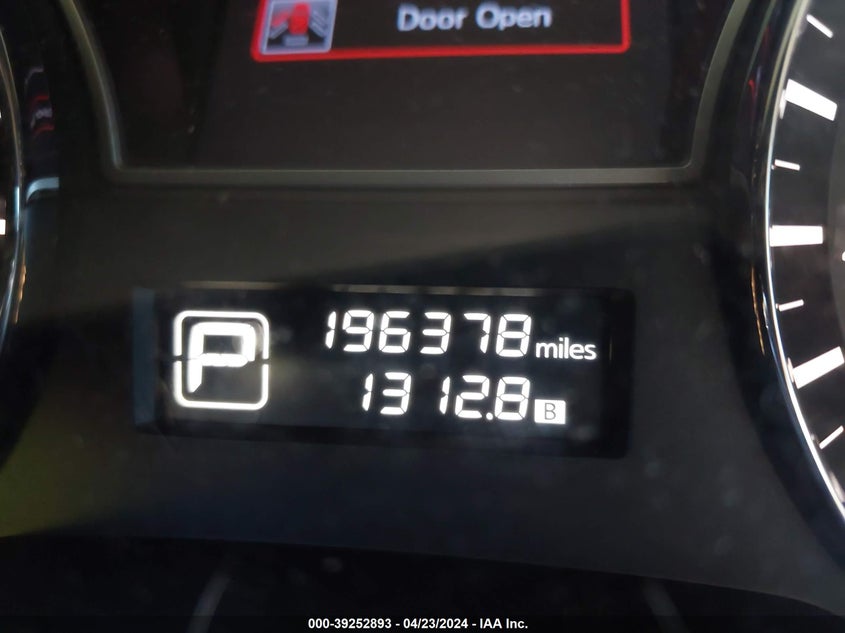 Door Open
P
196378 miles
1312.8 B
000-39252893 - 04/23/2024 - IAA Inc.